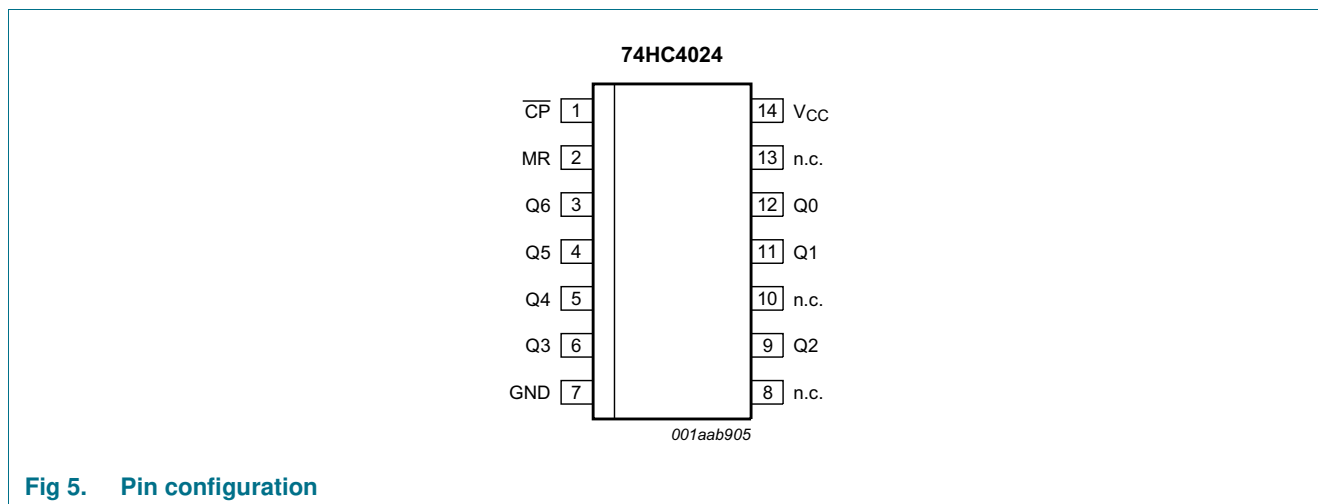 74HC4024
C̅P̅ 1 14 VCC
MR 2 13 n.c.
Q6 3 12 Q0
Q5 4 11 Q1
Q4 5 10 n.c.
Q3 6 9 Q2
GND 7 8 n.c.
001aab905
Fig 5. Pin configuration